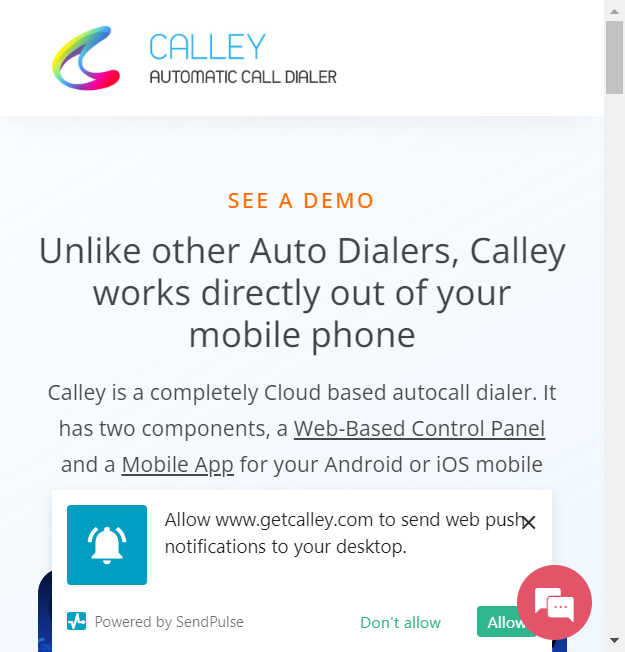 CALLEY
AUTOMATIC CALL DIALER
SEE A DEMO
Unlike other Auto Dialers, Calley
works directly out of your
mobile phone
Calley is a completely Cloud based autocall dialer. It
has two components, a Web-Based Control Panel
and a Mobile App for your Android or iOS mobile
Allow www.getcalley.com to send web push
notifications to your desktop.
Powered by SendPulse
Don't allow
Allow